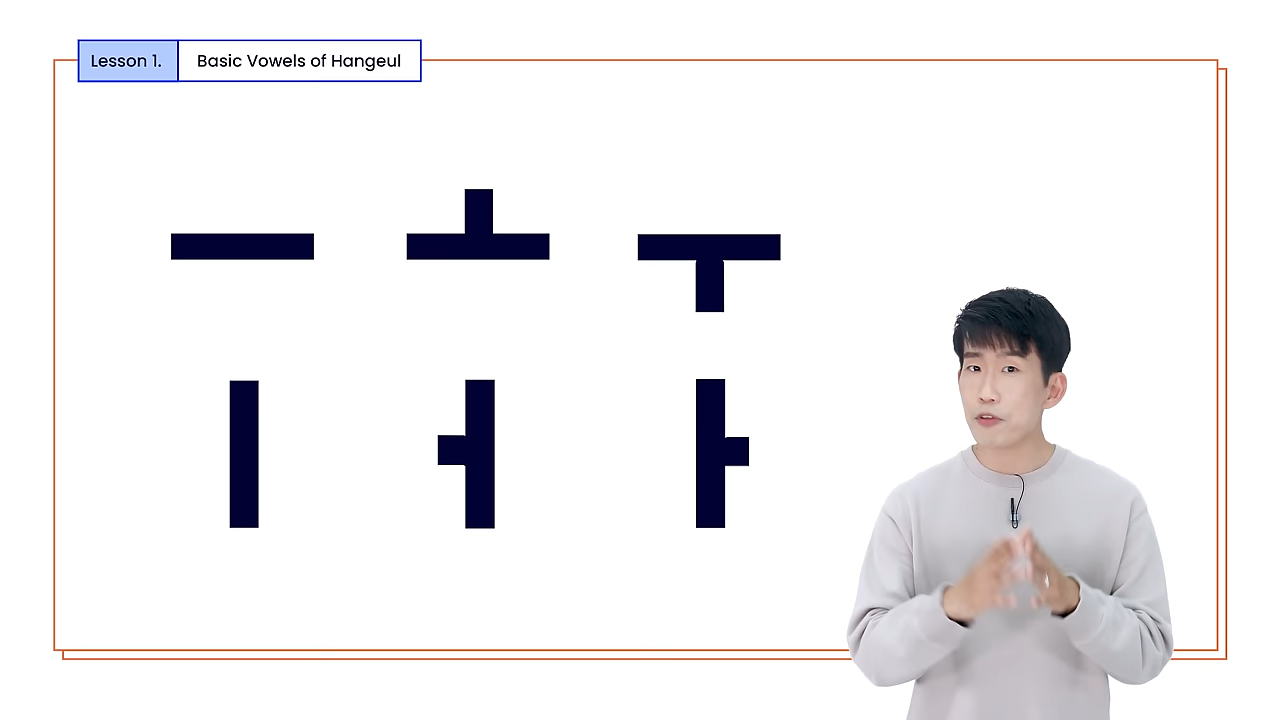 Lesson 1.
Basic Vowels of Hangeul
ㅡ ㅗ ㅜ
ㅣ ㅓ ㅏ